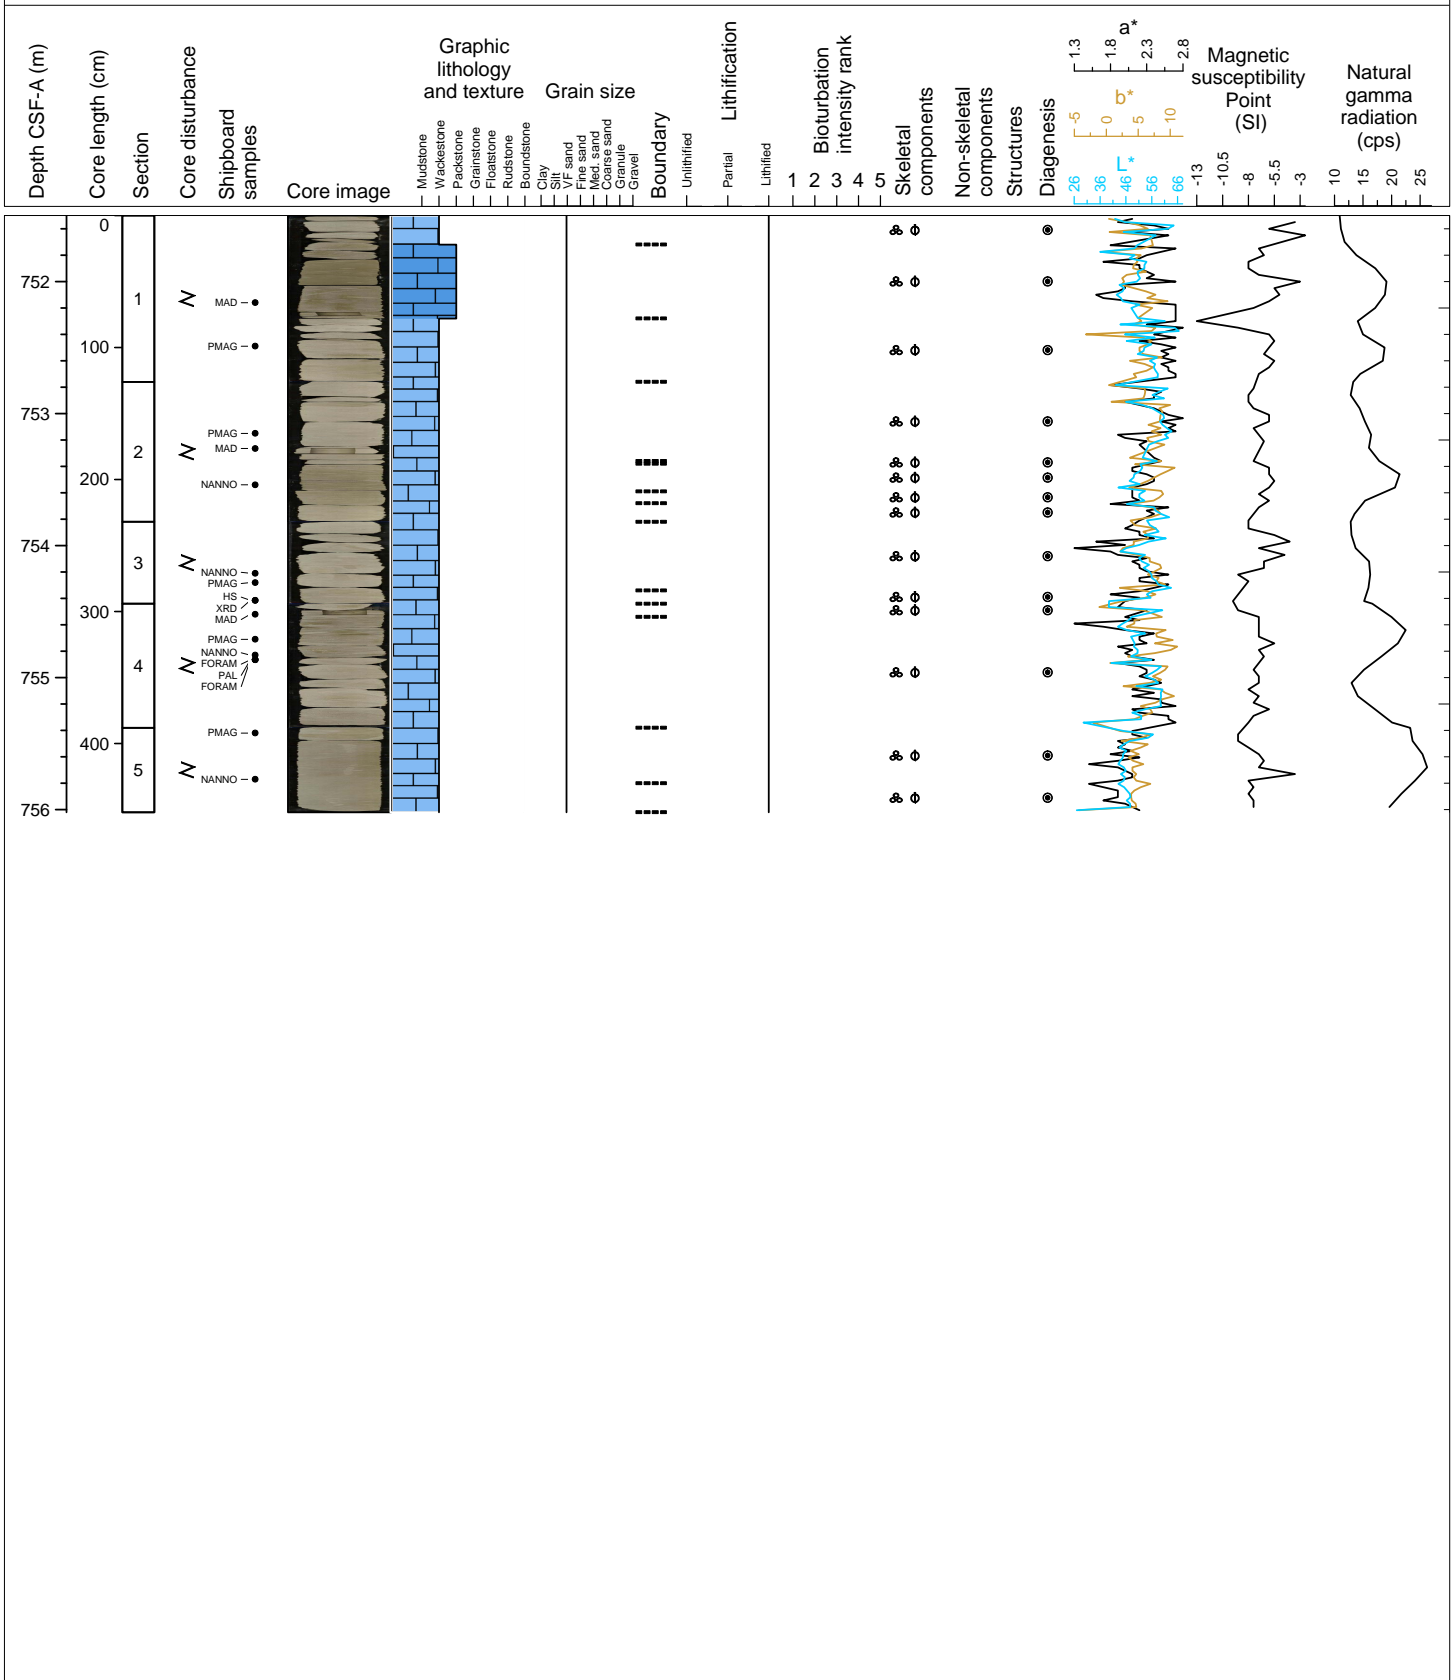 Depth CSF-A (m)
Core length (cm)
Section
Core disturbance
Shipboard
samples
Core image
Graphic
lithology
and texture
Mudstone
Wackestone
Packstone
Grainstone
Floatstone
Rudstone
Boundstone
Grain size
Clay
Silt
VF sand
Fine sand
Med. sand
Coarse sand
Granule
Gravel
Boundary
Lithification
Unlithified
Partial
Lithified
Bioturbation
intensity rank
1 2 3 4 5
Skeletal
components
Non-skeletal
components
Structures
Diagenesis
a*
1.3 1.8 2.3 2.8
b*
-5 0 5 10
L*
26 36 46 56 66
Magnetic
susceptibility
Point
(SI)
-13 -10.5 -8 -5.5 -3
Natural
gamma
radiation
(cps)
10 15 20 25
752
753
754
755
756
0
100
200
300
400
1
2
3
4
5
MAD
PMAG
PMAG
MAD
NANNO
NANNO
PMAG
HS
XRD
MAD
PMAG
NANNO
FORAM
PAL
FORAM
PMAG
NANNO